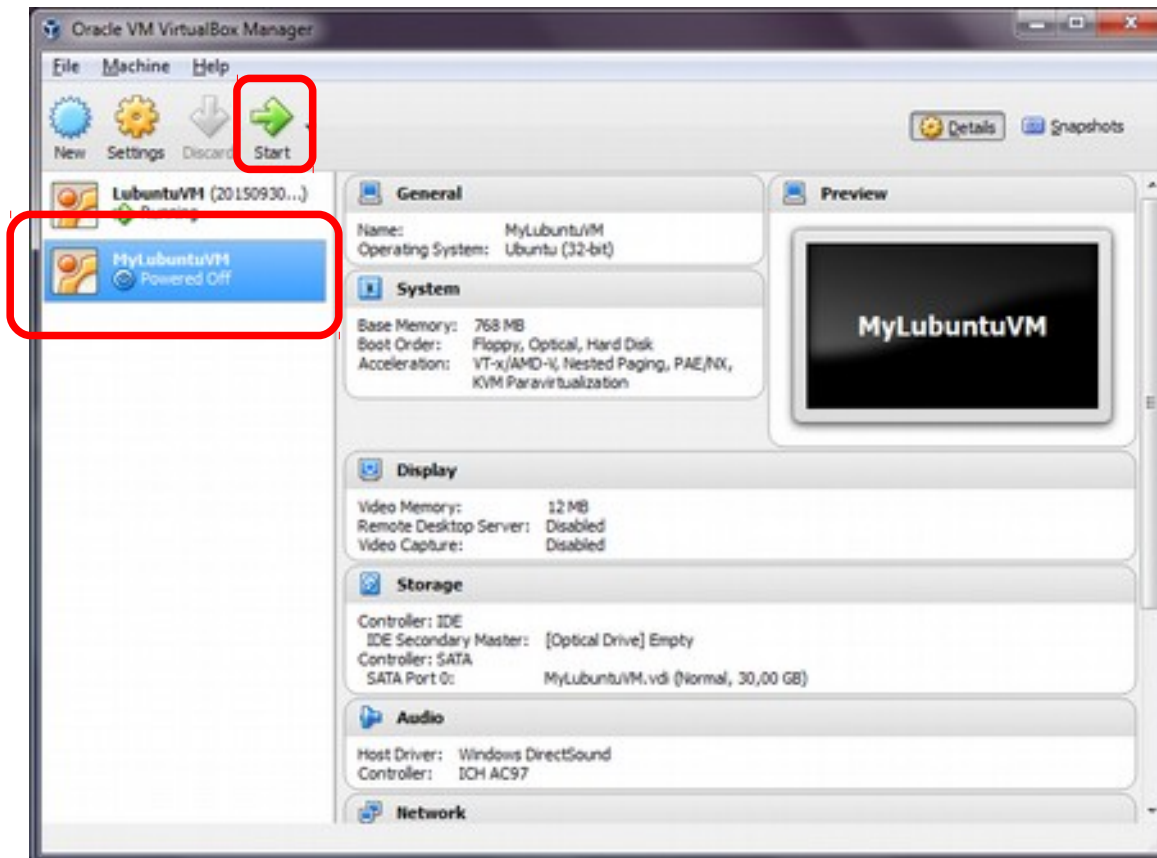 Oracle VM VirtualBox Manager
File Machine Help
New Settings Discard Start
Details Snapshots
LubuntuVM (20150930...)
Running
MyLubuntuVM
Powered Off
General
Name: MyLubuntuVM
Operating System: Ubuntu (32-bit)
System
Base Memory: 768 MB
Boot Order: Floppy, Optical, Hard Disk
Acceleration: VT-x/AMD-V, Nested Paging, PAE/NX,
KVM Paravirtualization
Preview
MyLubuntuVM
Display
Video Memory: 12 MB
Remote Desktop Server: Disabled
Video Capture: Disabled
Storage
Controller: IDE
IDE Secondary Master: [Optical Drive] Empty
Controller: SATA
SATA Port 0: MyLubuntuVM.vdi (Normal, 30,00 GB)
Audio
Host Driver: Windows DirectSound
Controller: ICH AC97
Network